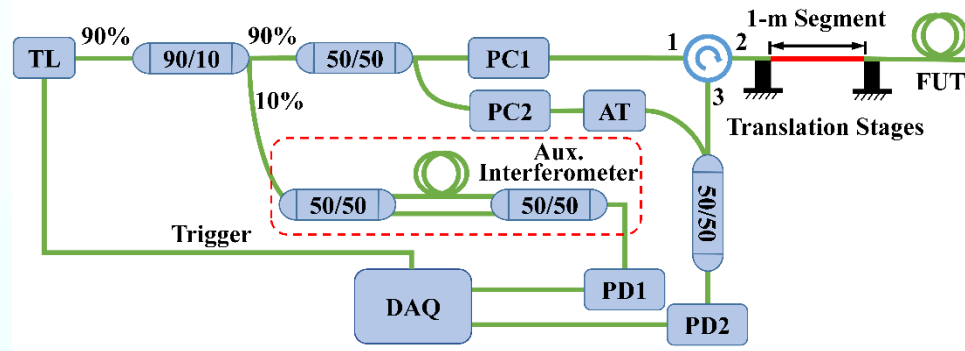 90%
90%
1-m Segment
TL
90/10
50/50
PC1
1
2
10%
3
FUT
PC2
AT
Translation Stages
Aux.
Interferometer
50/50
50/50
50/50
Trigger
DAQ
PD1
PD2